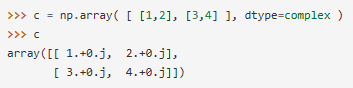 >>> c = np.array( [ [1,2], [3,4] ], dtype=complex )
>>> c
array([[ 1.+0.j,  2.+0.j],
       [ 3.+0.j,  4.+0.j]])